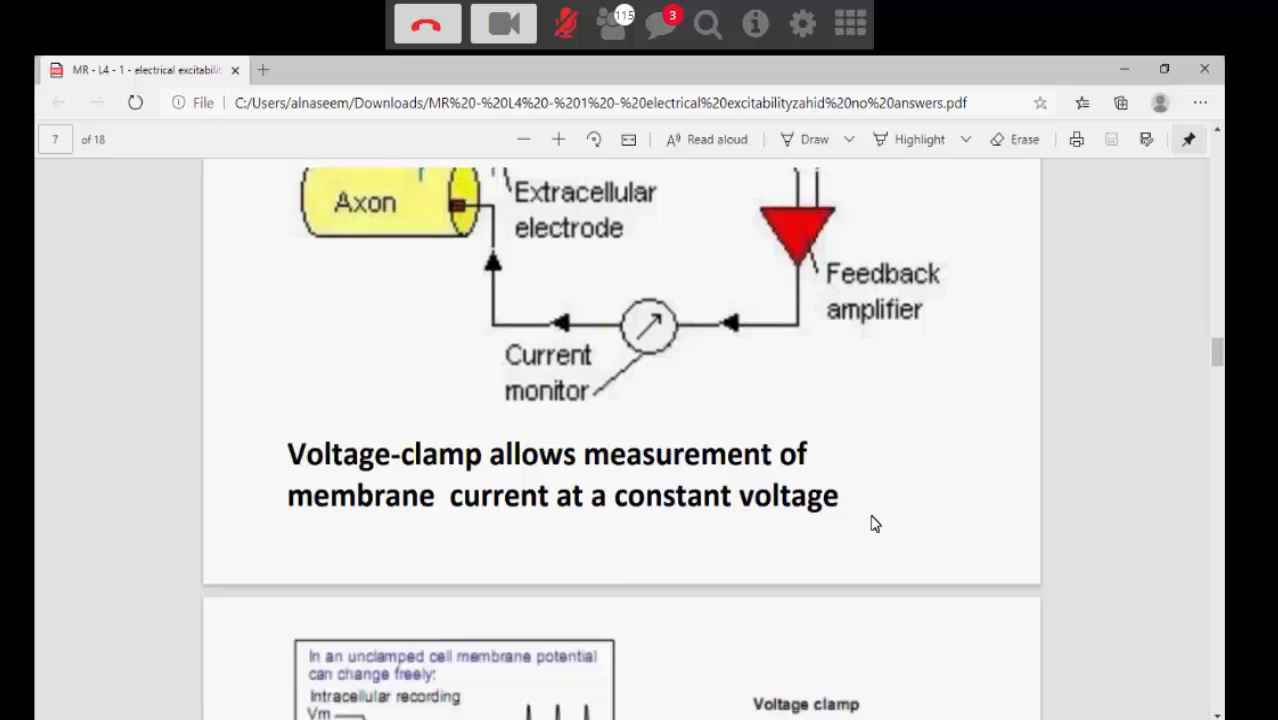 115
3
MR - L4 - 1 - electrical excitabilit
File C:/Users/alnaseem/Downloads/MR%20-%20L4%20-%201%20-%20electrical%20excitabilityzahid%20no%20answers.pdf
7 of 18
Read aloud
Draw
Highlight
Erase
Axon
Extracellular
electrode
Feedback
amplifier
Current
monitor
Voltage-clamp allows measurement of
membrane current at a constant voltage
In an unclamped cell membrane potential
can change freely:
Intracellular recording
Vm
Voltage clamp